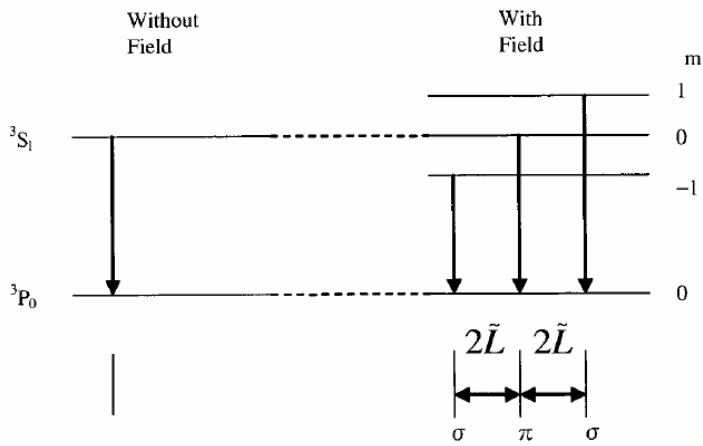 Without
Field
With
Field
m
1
³S₁
0
−1
³P₀
0
2L̃ 2L̃
σ π σ